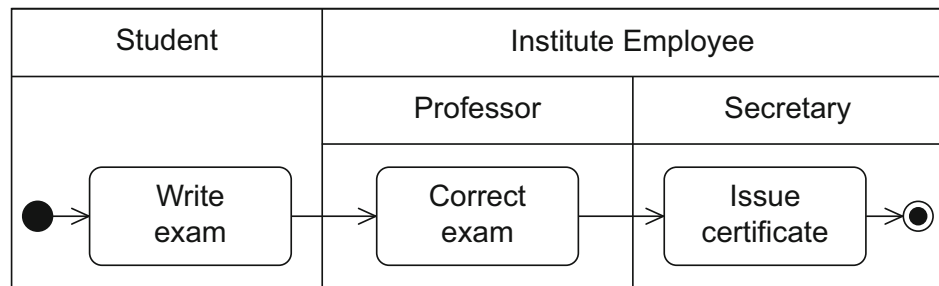 Student
Institute Employee
Professor
Secretary
Write
exam
Correct
exam
Issue
certificate